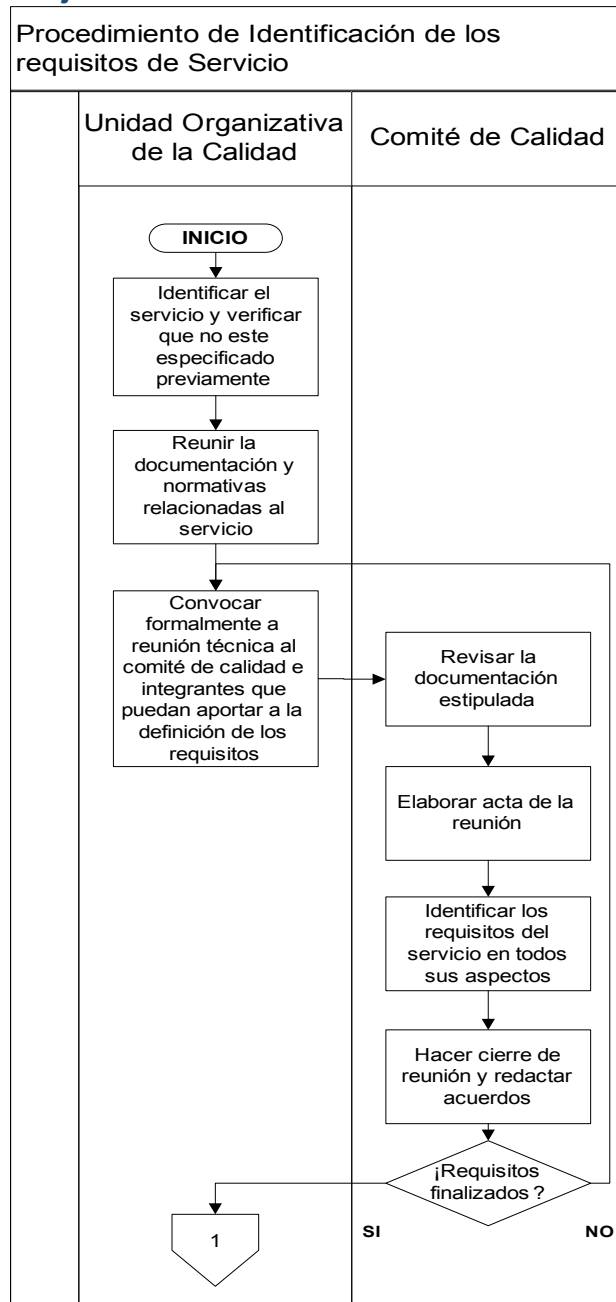 Procedimiento de Identificación de los
requisitos de Servicio
Unidad Organizativa
de la Calidad
Comité de Calidad
INICIO
Identificar el
servicio y verificar
que no este
especificado
previamente
Reunir la
documentación y
normativas
relacionadas al
servicio
Convocar
formalmente a
reunión técnica al
comité de calidad e
integrantes que
puedan aportar a la
definición de los
requisitos
Revisar la
documentación
estipulada
Elaborar acta de la
reunión
Identificar los
requisitos del
servicio en todos
sus aspectos
Hacer cierre de
reunión y redactar
acuerdos
¡Requisitos
finalizados ?
SI
NO
1